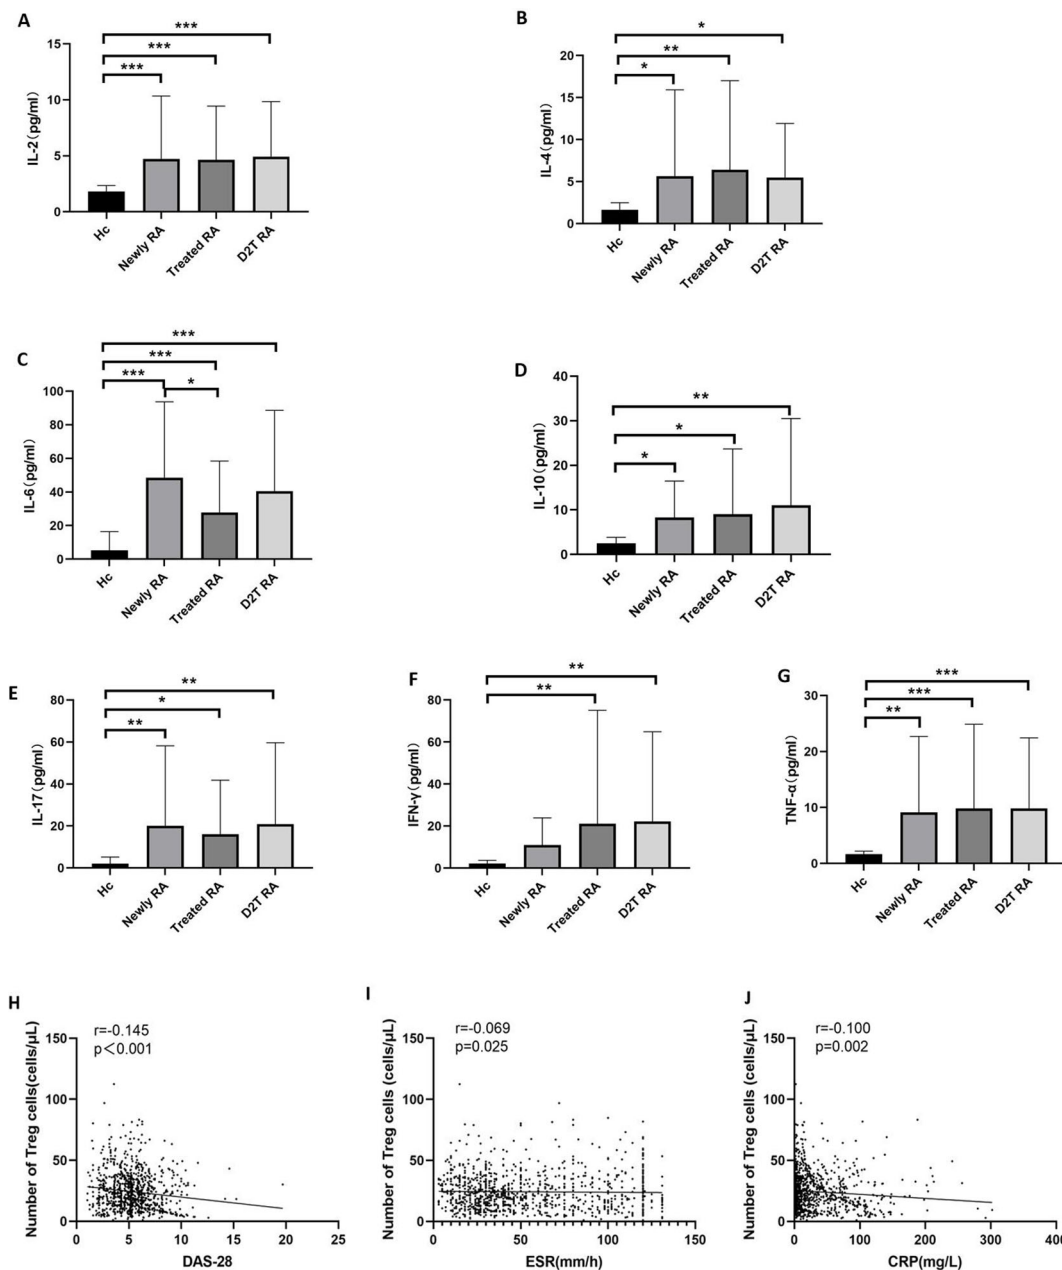 A
***
***
***
15
10
5
0
IL-2(pg/ml)
Hc
Newly RA
Treated RA
D2T RA
B
*
**
*
20
15
10
5
0
IL-4(pg/ml)
Hc
Newly RA
Treated RA
D2T RA
C
***
***
***
*
100
80
60
40
20
0
IL-6(pg/ml)
Hc
Newly RA
Treated RA
D2T RA
D
**
*
*
40
30
20
10
0
IL-10(pg/ml)
Hc
Newly RA
Treated RA
D2T RA
E
**
*
**
80
60
40
20
0
IL-17(pg/ml)
Hc
Newly RA
Treated RA
D2T RA
F
**
**
80
60
40
20
0
IFN-γ(pg/ml)
Hc
Newly RA
Treated RA
D2T RA
G
***
***
**
30
20
10
0
TNF-α(pg/ml)
Hc
Newly RA
Treated RA
D2T RA
H
r=-0.145
p<0.001
150
100
50
0
Number of Treg cells(cells/μL)
0 5 10 15 20 25
DAS-28
I
r=-0.069
p=0.025
150
100
50
0
Number of Treg cells (cells/μL)
0 50 100 150
ESR(mm/h)
J
r=-0.100
p=0.002
150
100
50
0
Number of Treg cells (cells/μL)
0 100 200 300 400
CRP(mg/L)